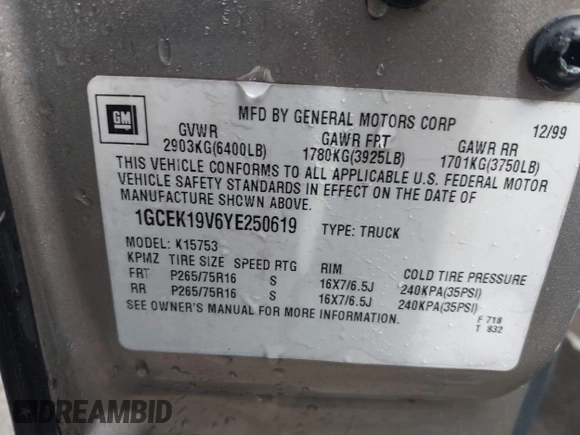 GM
MFD BY GENERAL MOTORS CORP 12/99
GVWR GAWR FRT GAWR RR
2903KG(6400LB) 1780KG(3925LB) 1701KG(3750LB)
THIS VEHICLE CONFORMS TO ALL APPLICABLE U.S. FEDERAL MOTOR
VEHICLE SAFETY STANDARDS IN EFFECT ON THE DATE OF
MANUFACTURE SHOWN ABOVE.
1GCEK19V6YE250619 TYPE: TRUCK
MODEL: K15753
KPMZ TIRE SIZE SPEED RTG RIM COLD TIRE PRESSURE
FRT P265/75R16 S 16X7/6.5J 240KPA(35PSI)
RR P265/75R16 S 16X7/6.5J 240KPA(35PSI)
SEE OWNER'S MANUAL FOR MORE INFORMATION.
F 718
T 832
DREAMBID